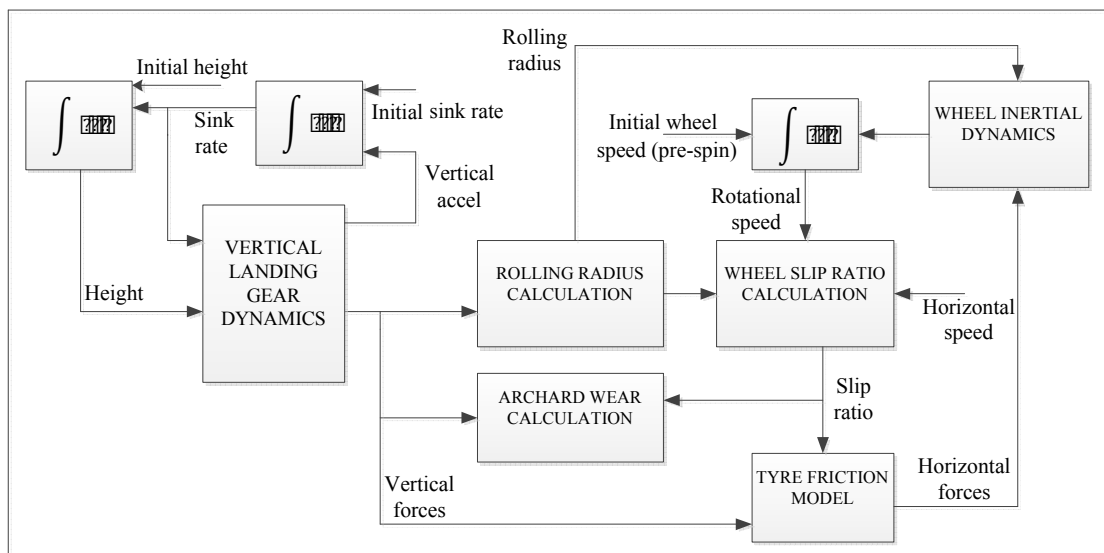 Rolling
radius
Initial height
∫
Sink
rate
∫
Initial sink rate
Vertical
accel
Initial wheel
speed (pre-spin)
∫
WHEEL INERTIAL
DYNAMICS
Rotational
speed
VERTICAL
LANDING
GEAR
DYNAMICS
Height
ROLLING RADIUS
CALCULATION
WHEEL SLIP RATIO
CALCULATION
Horizontal
speed
ARCHARD WEAR
CALCULATION
Slip
ratio
Vertical
forces
TYRE FRICTION
MODEL
Horizontal
forces